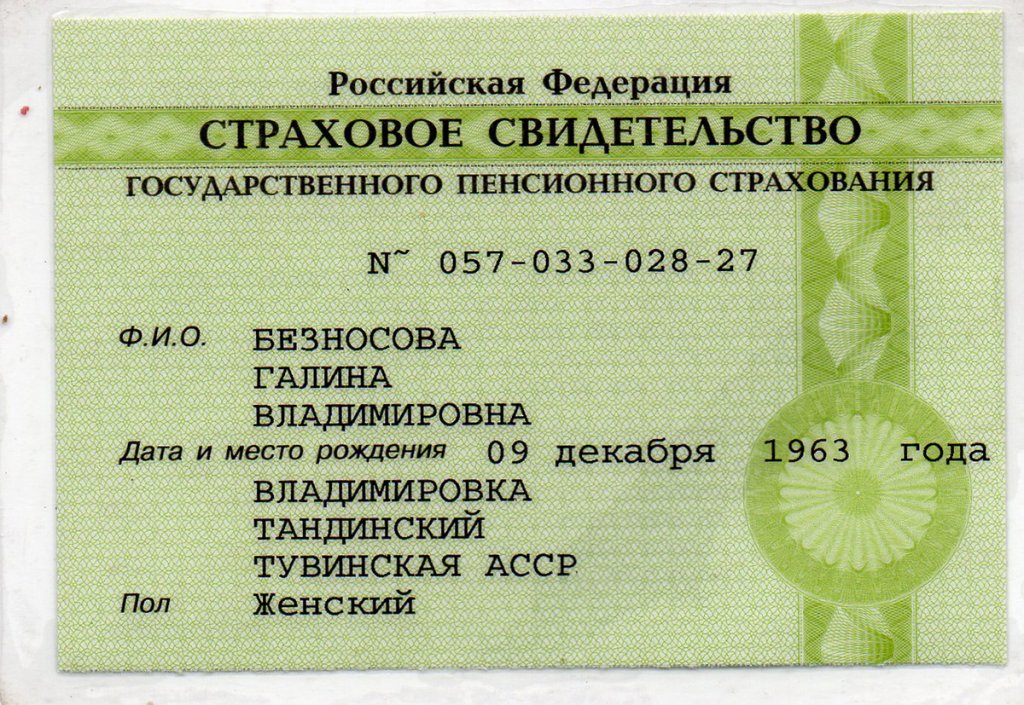 Российская Федерация
СТРАХОВОЕ СВИДЕТЕЛЬСТВО
ГОСУДАРСТВЕННОГО ПЕНСИОННОГО СТРАХОВАНИЯ
N˜ 057-033-028-27
Ф.И.О. БЕЗНОСОВА
ГАЛИНА
ВЛАДИМИРОВНА
Дата и место рождения 09 декабря 1963 года
ВЛАДИМИРОВКА
ТАНДИНСКИЙ
ТУВИНСКАЯ АССР
Пол Женский